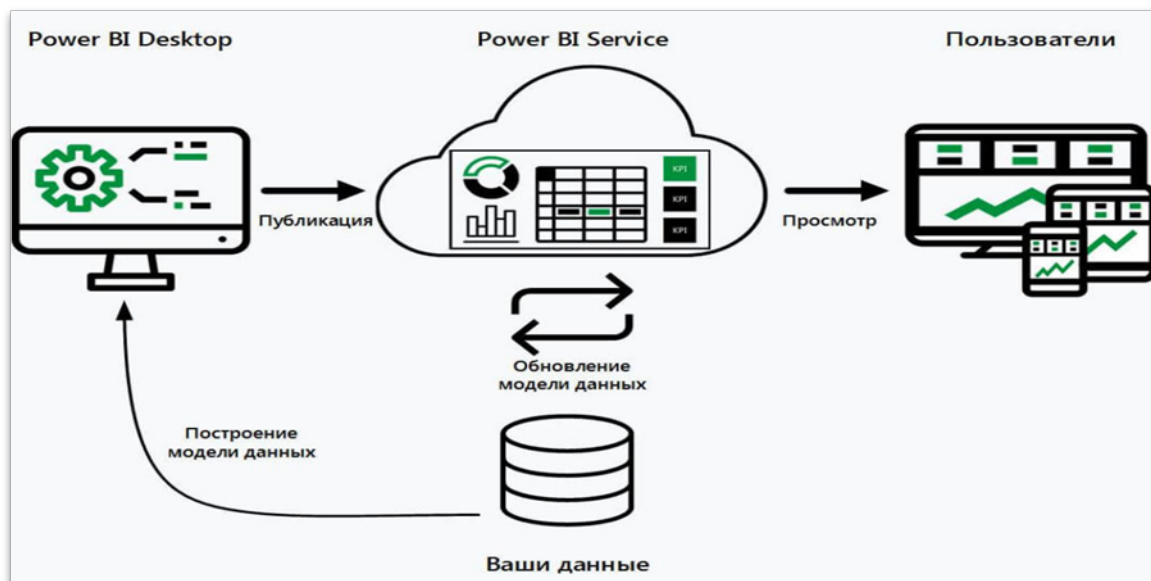 Power BI Desktop
Power BI Service
Пользователи
KPI
KPI
KPI
Публикация
Просмотр
Обновление
модели данных
Построение
модели данных
Ваши данные